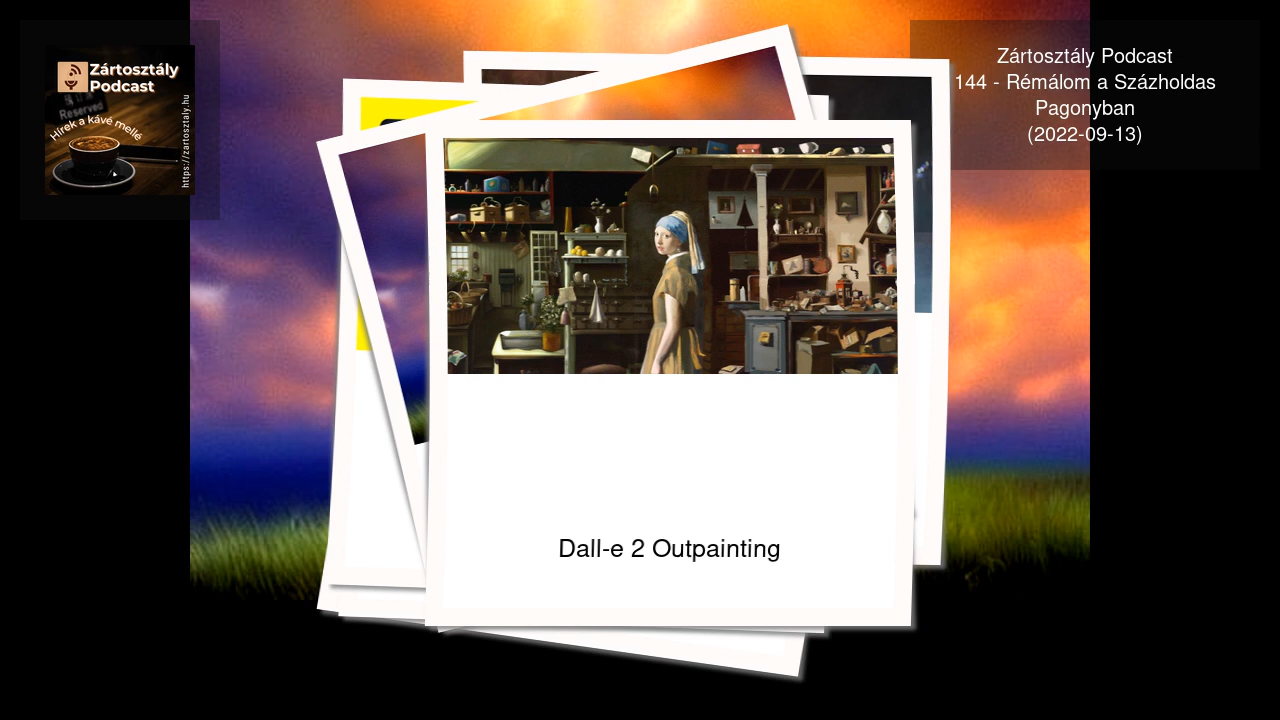 Zártosztály
Podcast
Reserved
Hírek a kávé mellé
https://zartosztaly.hu
Zártosztály Podcast
144 - Rémálom a Százholdas
Pagonyban
(2022-09-13)
Dall-e 2 Outpainting